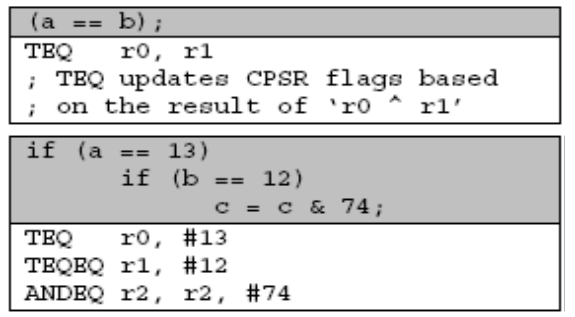 (a == b);
TEQ r0, r1
; TEQ updates CPSR flags based
; on the result of ‘r0 ^ r1’
if (a == 13)
if (b == 12)
c = c & 74;
TEQ r0, #13
TEQEQ r1, #12
ANDEQ r2, r2, #74